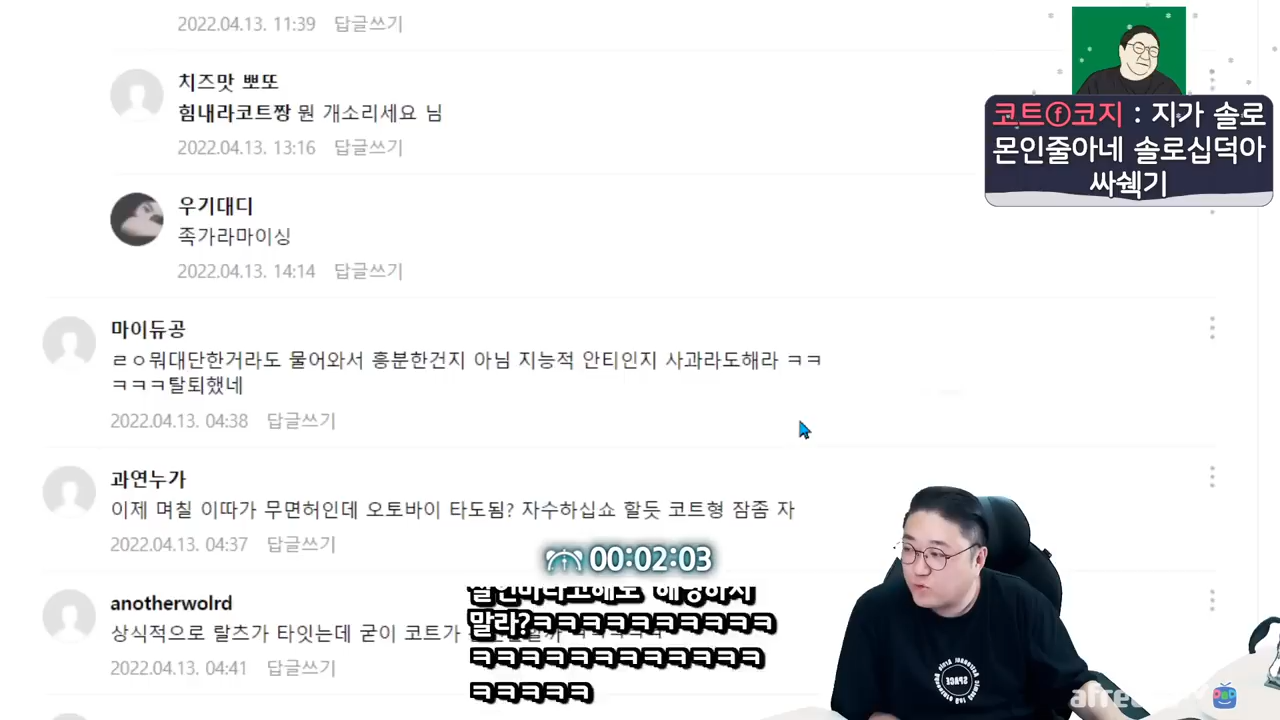 2022.04.13. 11:39 답글쓰기
치즈맛 뽀또
힘내라코트짱 뭔 개소리세요 님
2022.04.13. 13:16 답글쓰기
코트ⓕ코지 : 지가 솔로
몬인줄아네 솔로십덕아
싸쉑기
우기대디
족가라마이싱
2022.04.13. 14:14 답글쓰기
마이듀공
ㄹㅇ뭐대단한거라도 물어와서 흥분한건지 아님 지능적 안티인지 사과라도해라 ㅋㅋ
ㅋㅋㅋ탈퇴했네
2022.04.13. 04:38 답글쓰기
과연누가
이제 며칠 이따가 무면허인데 오토바이 타도됨? 자수하십쇼 할듯 코트형 잠좀 자
2022.04.13. 04:37 답글쓰기
00:02:03
말라?ㅋㅋㅋㅋㅋㅋㅋㅋㅋㅋ
ㅋㅋㅋㅋㅋㅋㅋㅋㅋㅋㅋㅋ
ㅋㅋㅋㅋㅋ
anotherwolrd
상식적으로 랄츠가 타잇는데 굳이 코트가
2022.04.13. 04:41 답글쓰기
SPACE